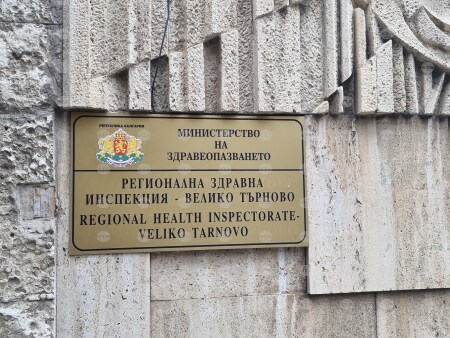 РЕПУБЛИКА БЪЛГАРИЯ
МИНИСТЕРСТВО
НА
ЗДРАВЕОПАЗВАНЕТО
РЕГИОНАЛНА ЗДРАВНА
ИНСПЕКЦИЯ - ВЕЛИКО ТЪРНОВО
REGIONAL HEALTH INSPECTORATE-
VELIKO TARNOVO